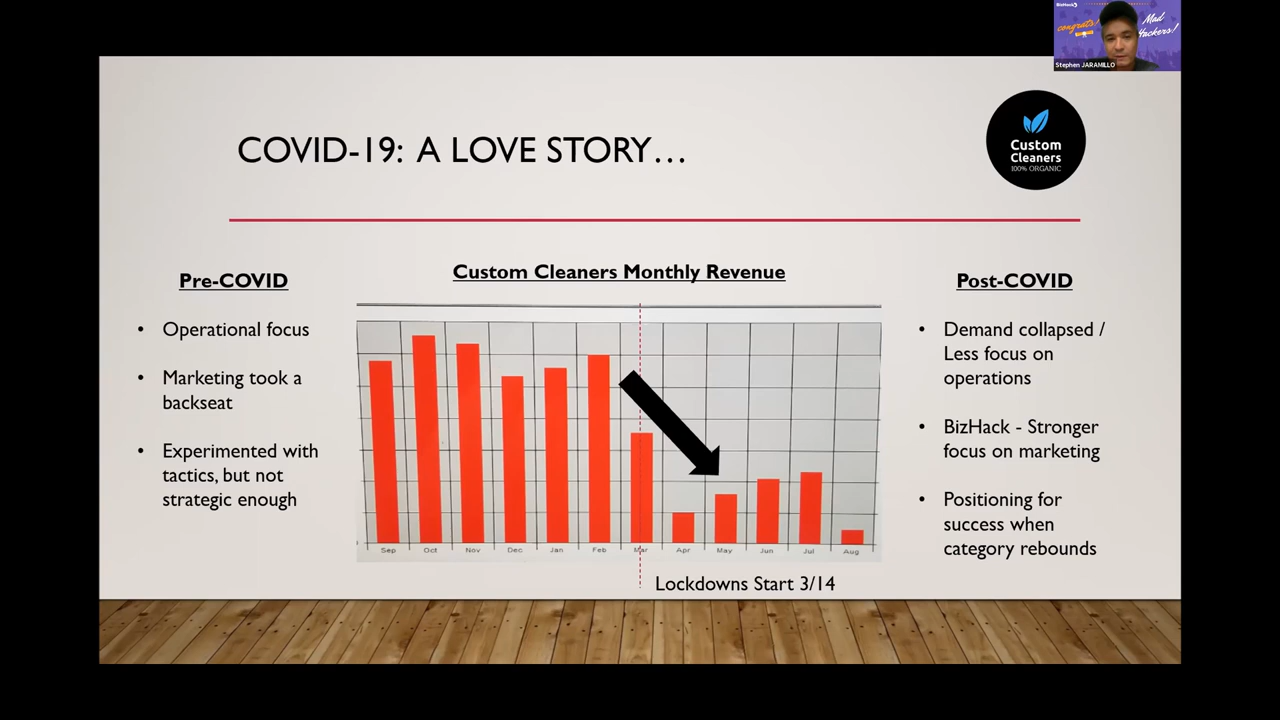 BizHack
congrats!
Mad
Hackers!
Stephen JARAMILLO
COVID-19: A LOVE STORY…
Custom
Cleaners
100% ORGANIC
Pre-COVID
• Operational focus
• Marketing took a
backseat
• Experimented with
tactics, but not
strategic enough
Custom Cleaners Monthly Revenue
Sep Oct Nov Dec Jan Feb Mar Apr May Jun Jul Aug
Lockdowns Start 3/14
Post-COVID
• Demand collapsed /
Less focus on
operations
• BizHack - Stronger
focus on marketing
• Positioning for
success when
category rebounds